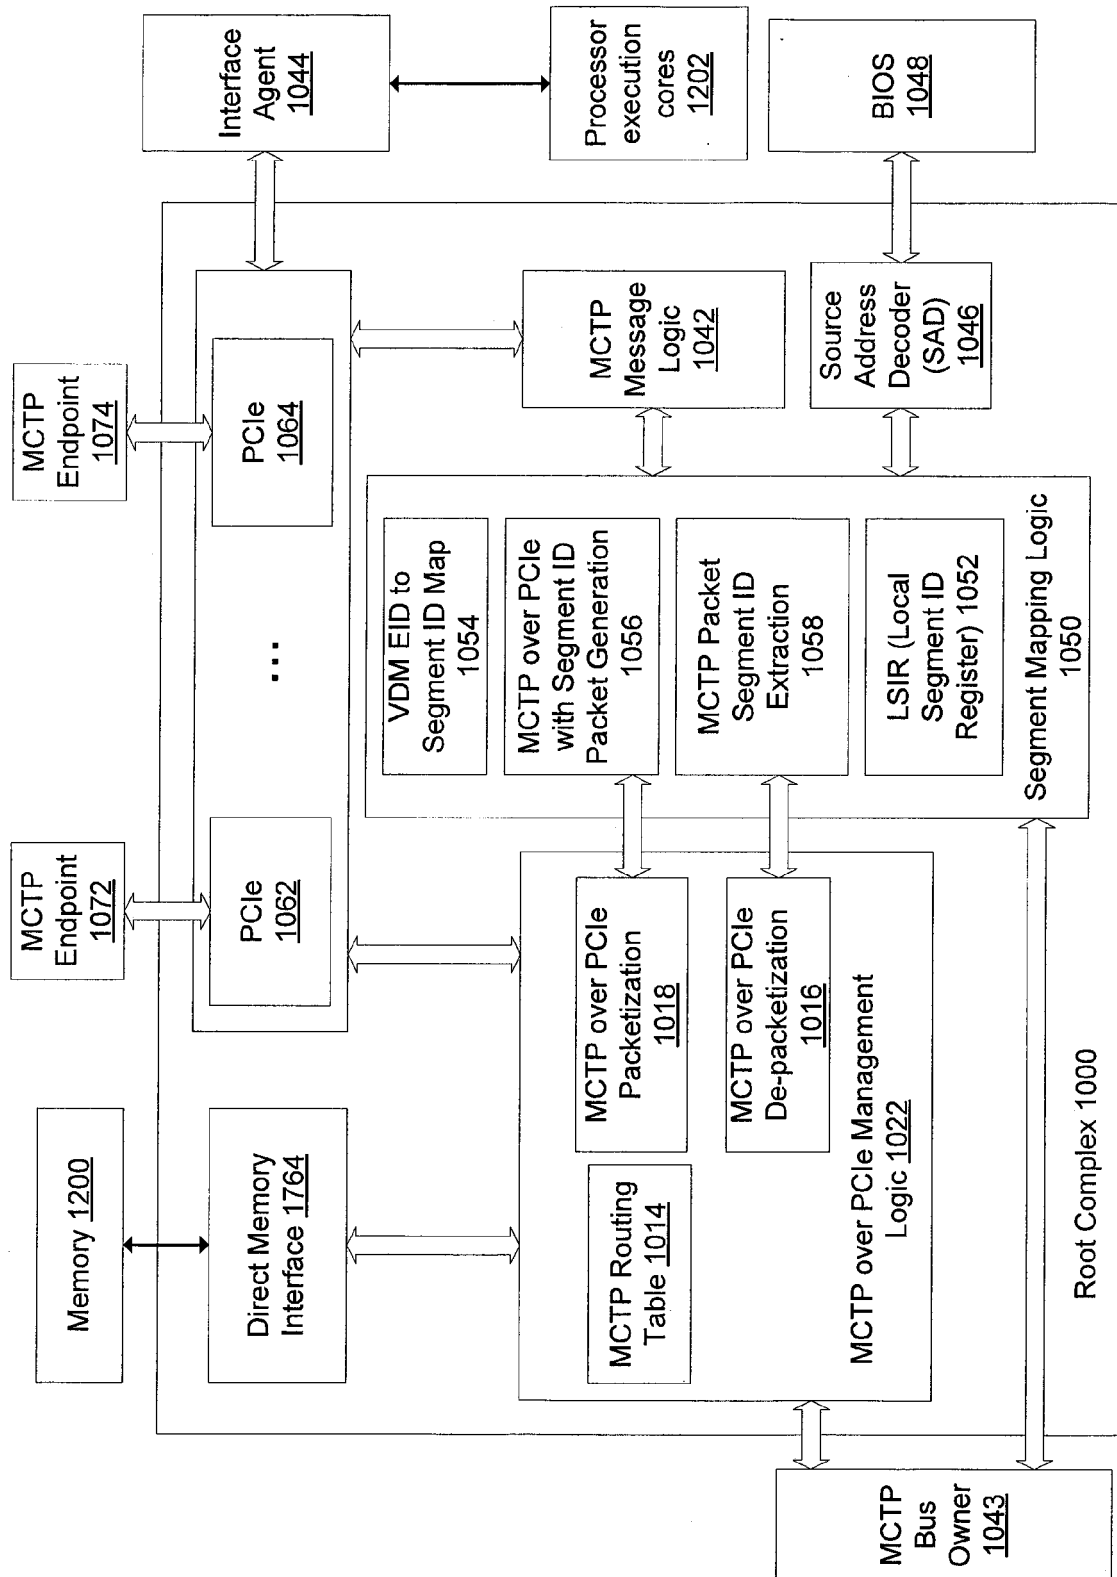 Memory 1200
MCTP
Endpoint
1072
MCTP
Endpoint
1074
Direct Memory
Interface 1764
PCIe
1062
...
PCIe
1064
Interface
Agent
1044
Processor
execution
cores
1202
BIOS
1048
MCTP Routing
Table 1014
MCTP over PCIe
Packetization
1018
MCTP over PCIe
De-packetization
1016
MCTP over PCIe Management
Logic 1022
VDM EID to
Segment ID Map
1054
MCTP over PCIe
with Segment ID
Packet Generation
1056
MCTP Packet
Segment ID
Extraction
1058
LSIR (Local
Segment ID
Register) 1052
Segment Mapping Logic
1050
MCTP
Message
Logic
1042
Source
Address
Decoder
(SAD)
1046
MCTP
Bus
Owner
1043
Root Complex 1000